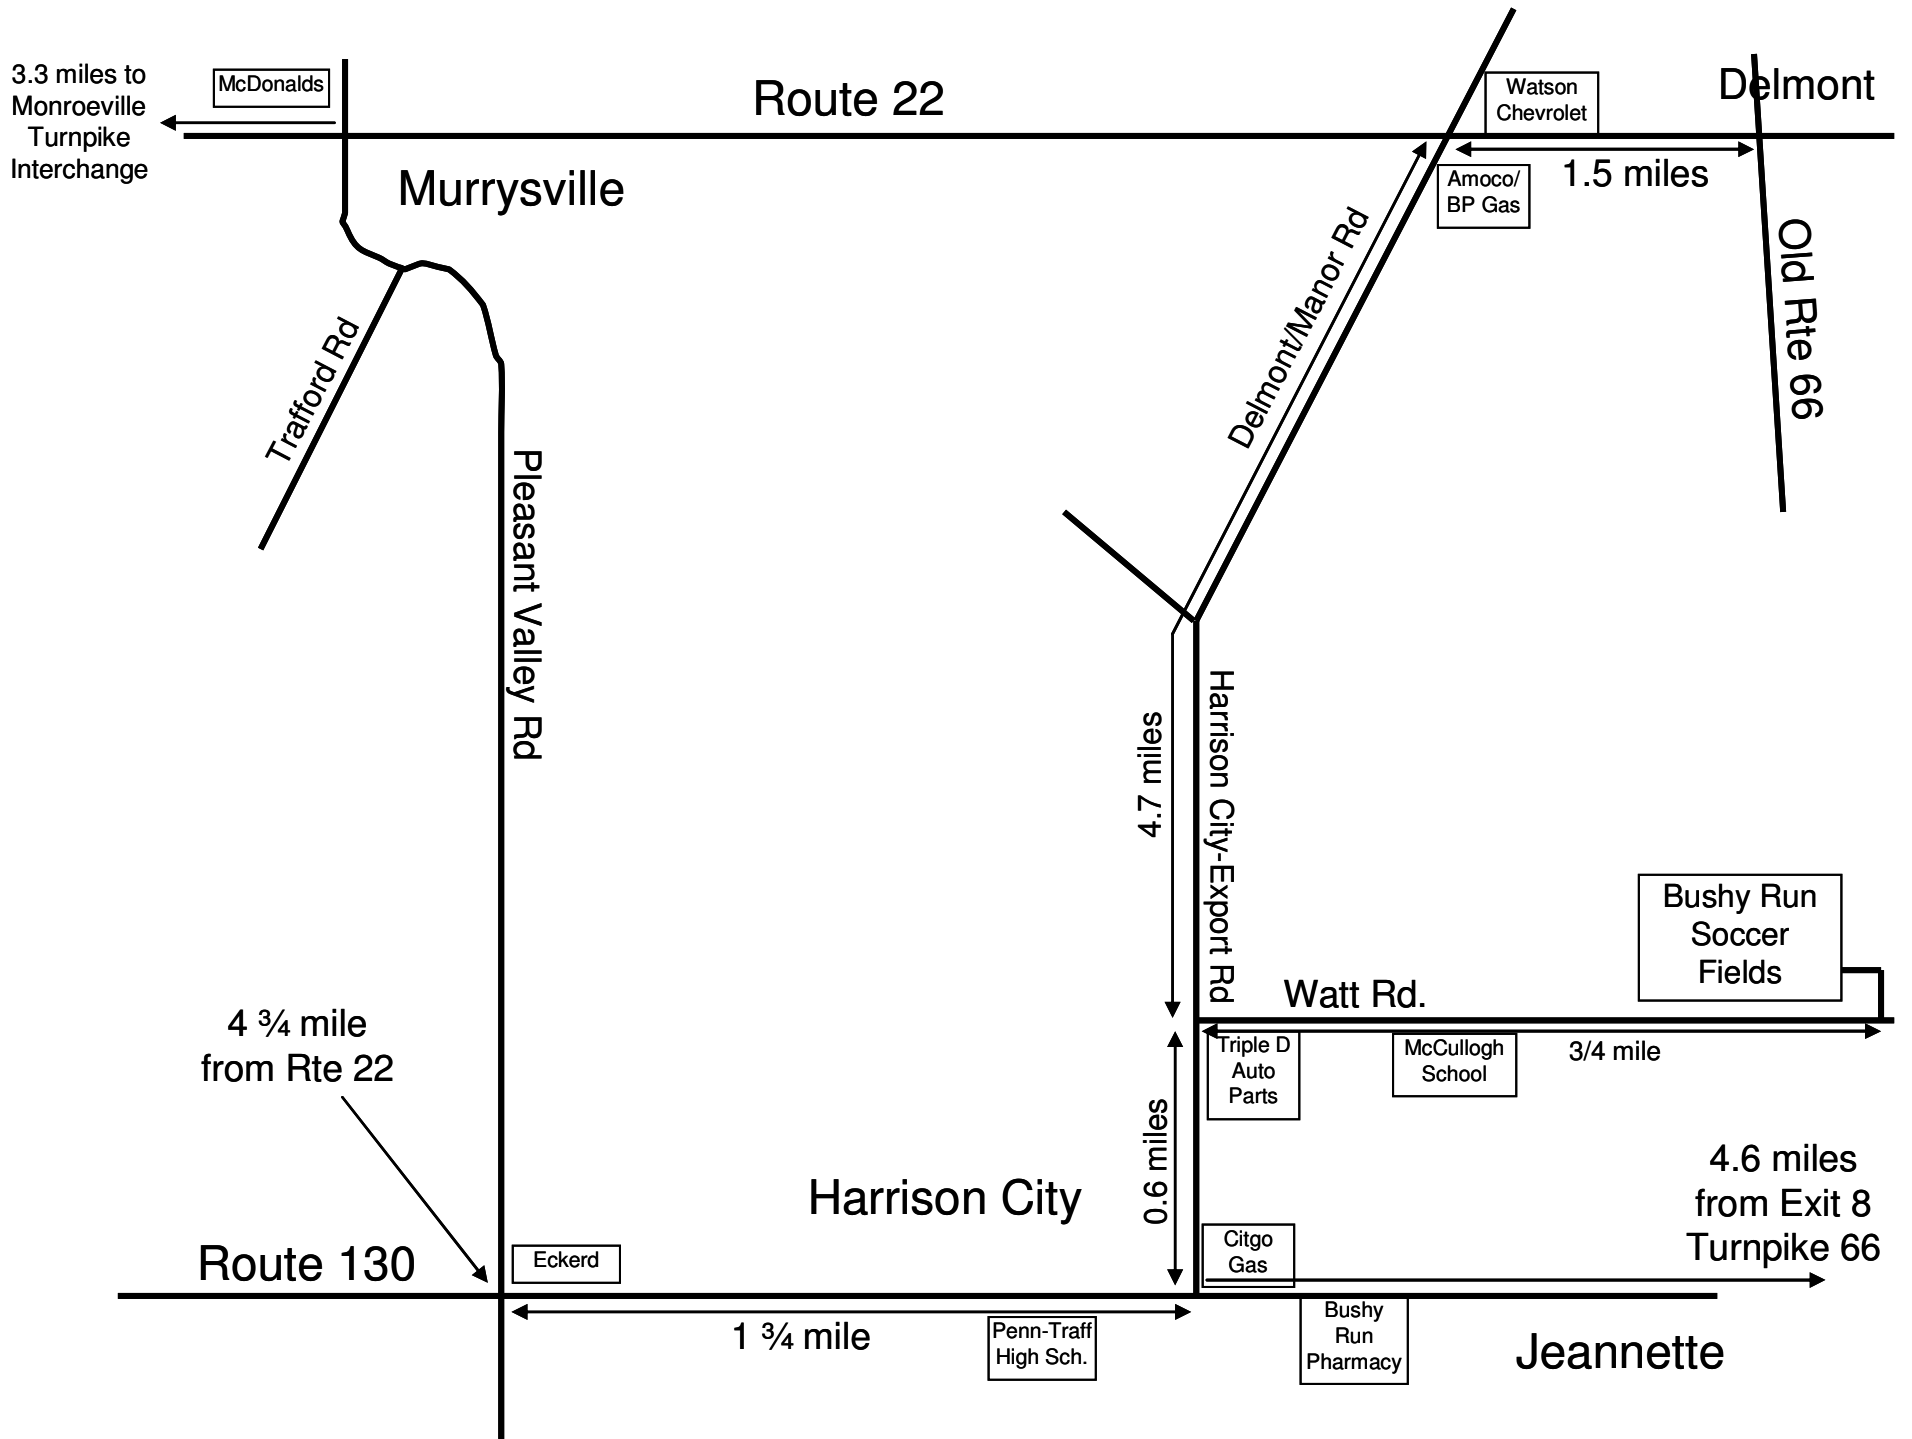 3.3 miles to
Monroeville
Turnpike
Interchange
McDonalds
Route 22
Watson
Chevrolet
Delmont
Murrysville
Amoco/
BP Gas
1.5 miles
Old Rte 66
Delmont/Manor Rd
Trafford Rd
Pleasant Valley Rd
4.7 miles
Harrison City-Export Rd
Bushy Run
Soccer
Fields
Watt Rd.
4 ¾ mile
from Rte 22
Triple D
Auto
Parts
McCullogh
School
3/4 mile
0.6 miles
Harrison City
4.6 miles
from Exit 8
Turnpike 66
Route 130
Eckerd
Citgo
Gas
1 ¾ mile
Penn-Traff
High Sch.
Bushy
Run
Pharmacy
Jeannette